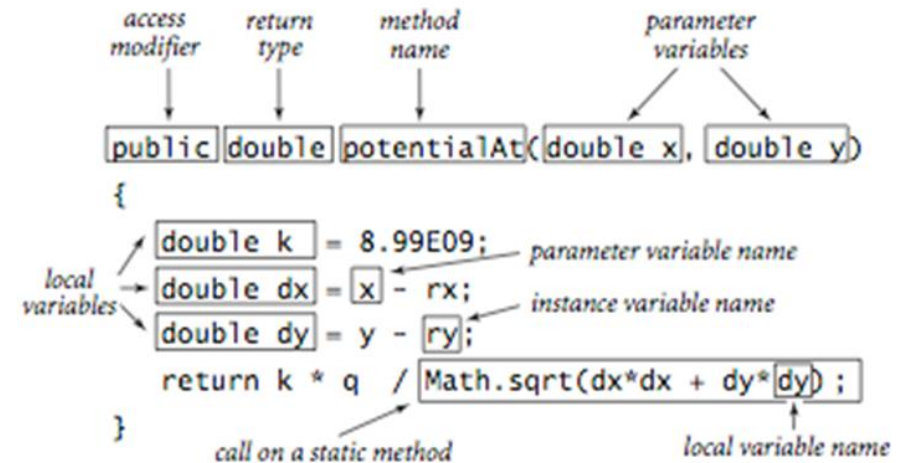 access modifier
return type
method name
parameter variables
public double potentialAt(double x, double y)
{
double k = 8.99E09;
parameter variable name
local variables
double dx = x - rx;
instance variable name
double dy = y - ry;
return k * q / Math.sqrt(dx*dx + dy*dy) ;
}
call on a static method
local variable name